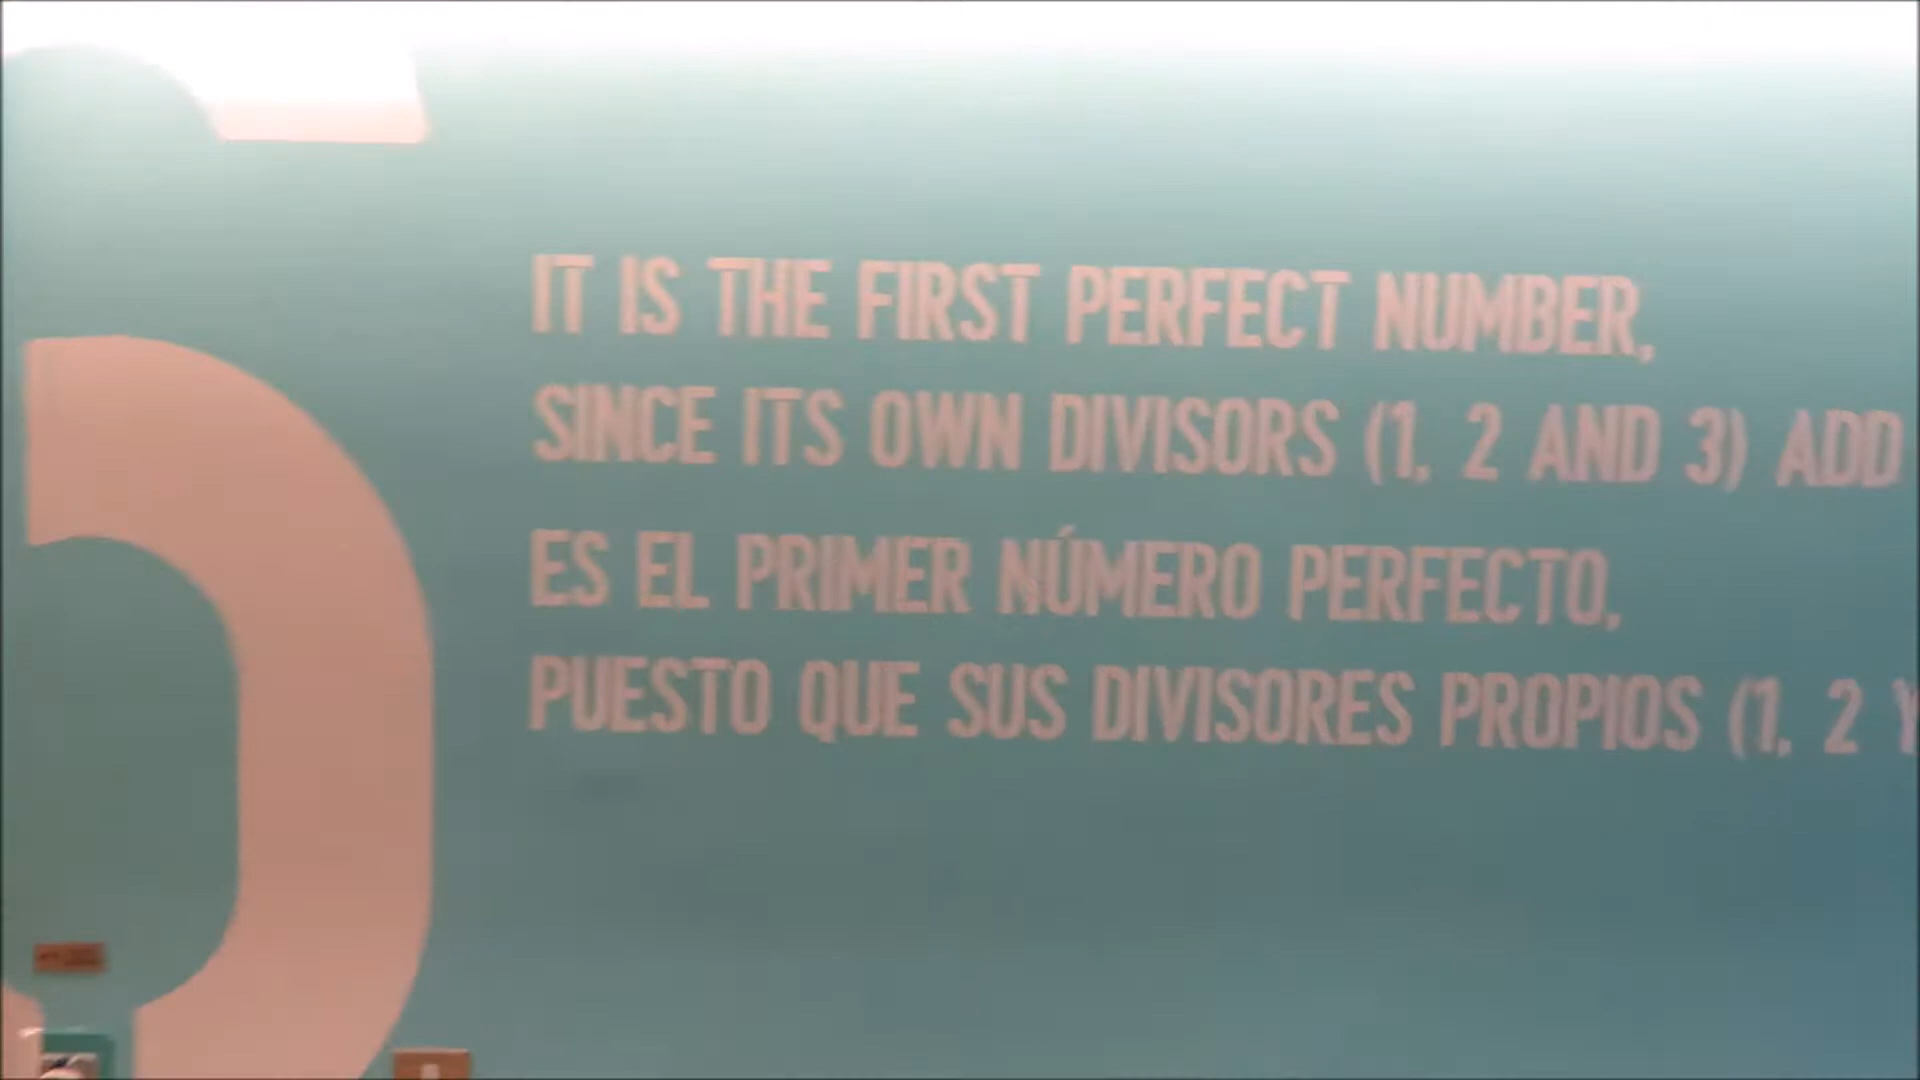 IT IS THE FIRST PERFECT NUMBER,
SINCE ITS OWN DIVISORS (1, 2 AND 3) ADD
ES EL PRIMER NÚMERO PERFECTO,
PUESTO QUE SUS DIVISORES PROPIOS (1, 2 Y